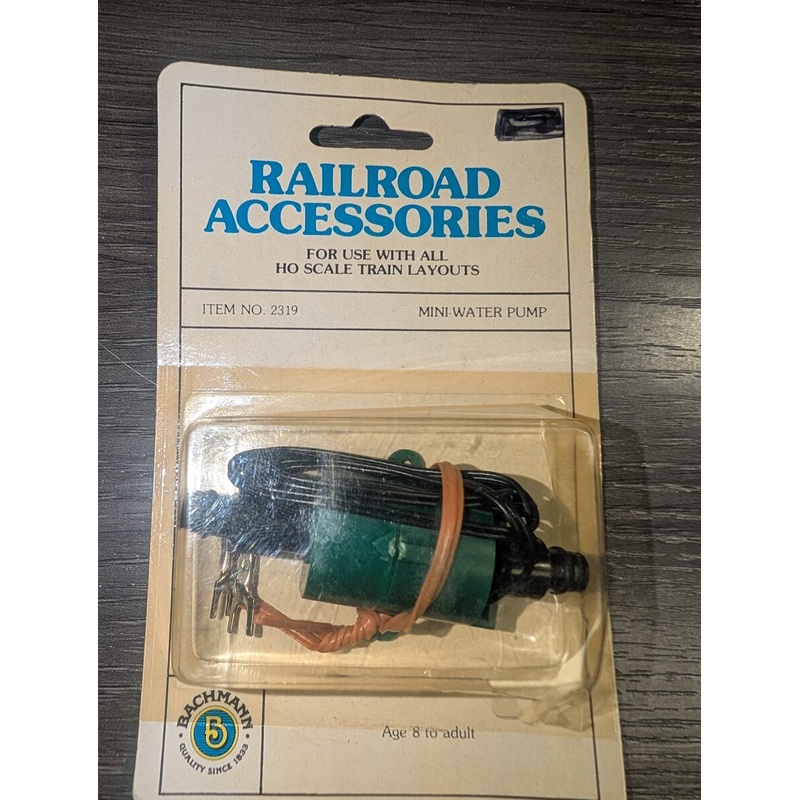 RAILROAD
ACCESSORIES
FOR USE WITH ALL
HO SCALE TRAIN LAYOUTS
ITEM NO. 2319
MINI-WATER PUMP
BACHMANN
B
QUALITY SINCE 1833
Age 8 to adult